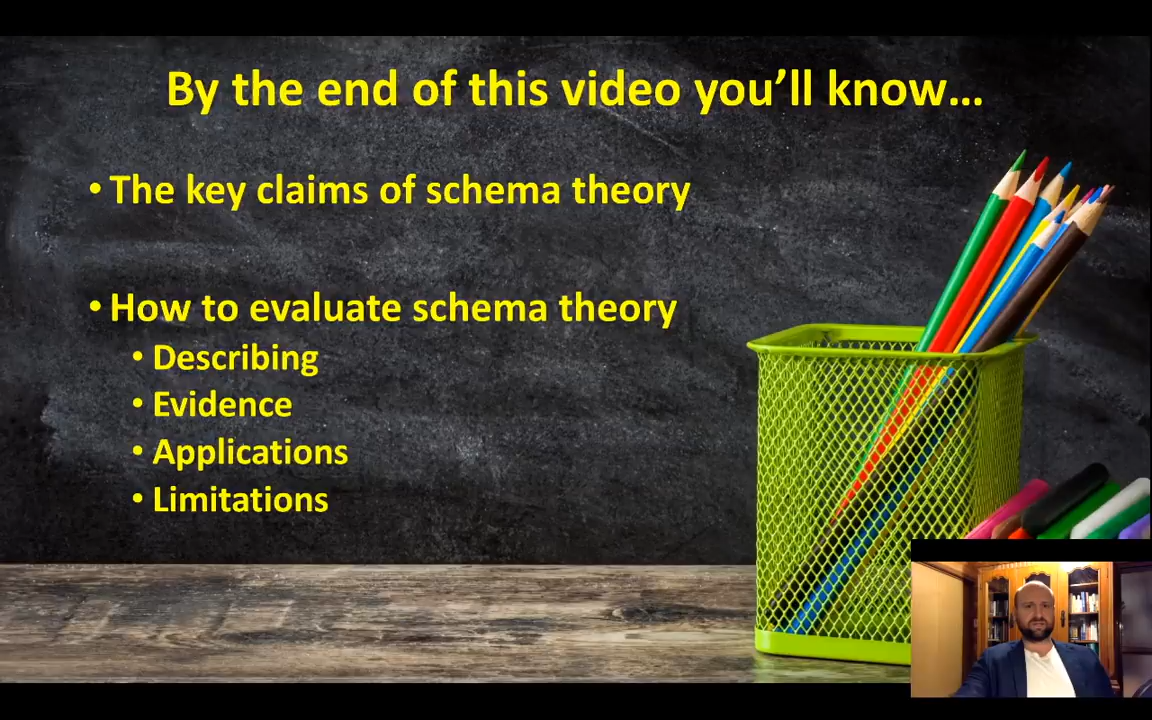 By the end of this video you'll know...
• The key claims of schema theory
• How to evaluate schema theory
• Describing
• Evidence
• Applications
• Limitations